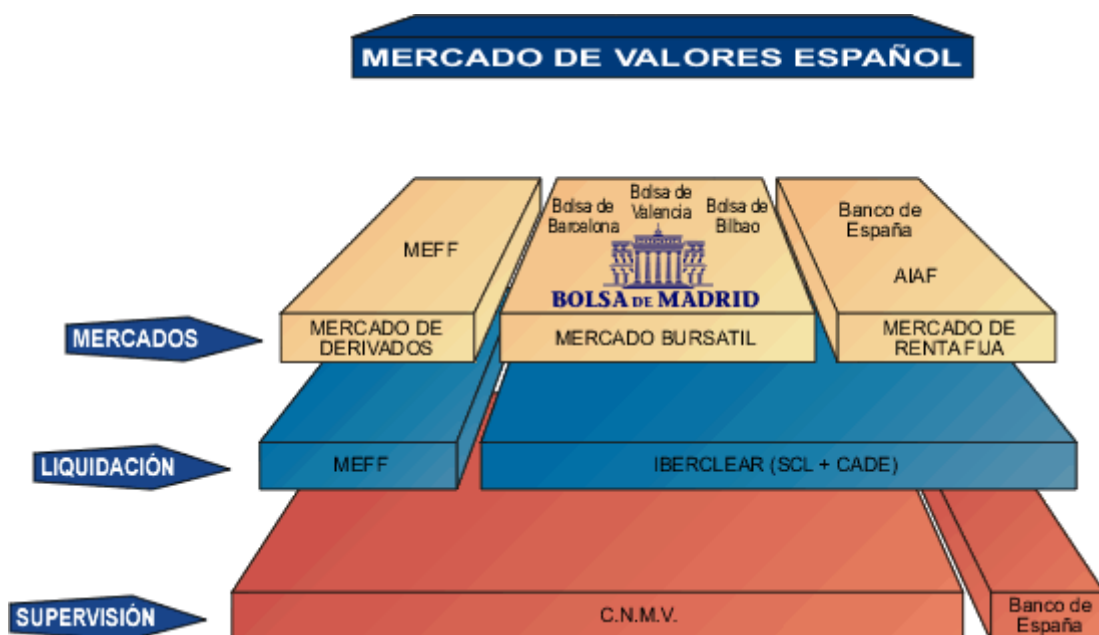 MERCADO DE VALORES ESPAÑOL
Bolsa de
Barcelona
Bolsa de
Valencia
Bolsa de
Bilbao
Banco de
España
MEFF
AIAF
BOLSA DE MADRID
MERCADOS
MERCADO DE
DERIVADOS
MERCADO BURSATIL
MERCADO DE
RENTA FIJA
LIQUIDACIÓN
MEFF
IBERCLEAR (SCL + CADE)
SUPERVISIÓN
C.N.M.V.
Banco de
España